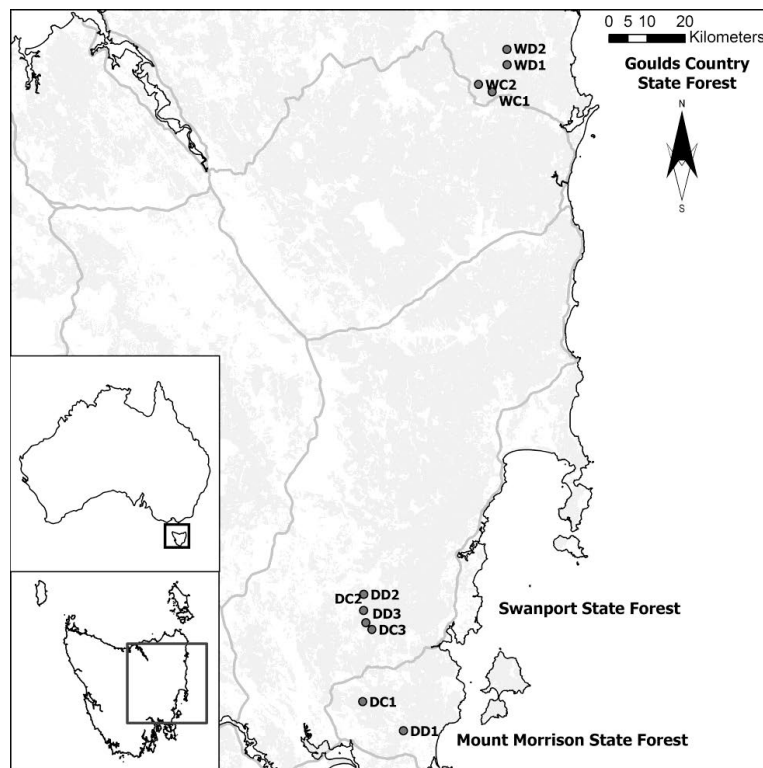 0 5 10 20
Kilometers
Goulds Country
State Forest
N
S
WD2
WD1
WC2
WC1
DC2
DD2
DD3
DC3
Swanport State Forest
DC1
DD1
Mount Morrison State Forest